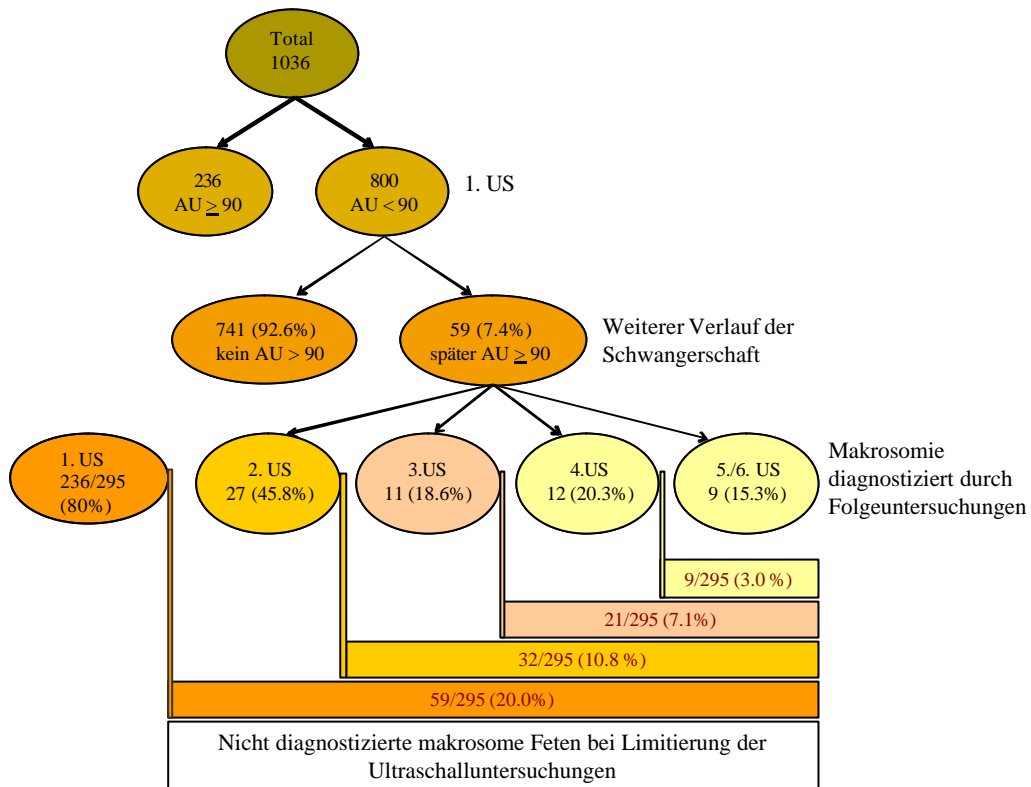 Total
1036
236
AU ≥ 90
800
AU < 90
1. US
741 (92.6%)
kein AU > 90
59 (7.4%)
später AU ≥ 90
Weiterer Verlauf der
Schwangerschaft
1. US
236/295
(80%)
2. US
27 (45.8%)
3.US
11 (18.6%)
4.US
12 (20.3%)
5./6. US
9 (15.3%)
Makrosomie
diagnostiziert durch
Folgeuntersuchungen
9/295 (3.0 %)
21/295 (7.1%)
32/295 (10.8 %)
59/295 (20.0%)
Nicht diagnostizierte makrosome Feten bei Limitierung der
Ultraschalluntersuchungen